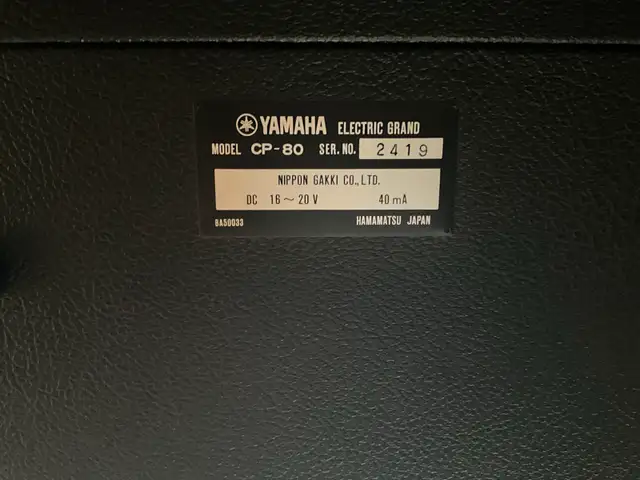 YAMAHA ELECTRIC GRAND
MODEL CP-80 SER. NO. 2419
NIPPON GAKKI CO., LTD.
DC 16～20 V 40 mA
8A50033 HAMAMATSU JAPAN